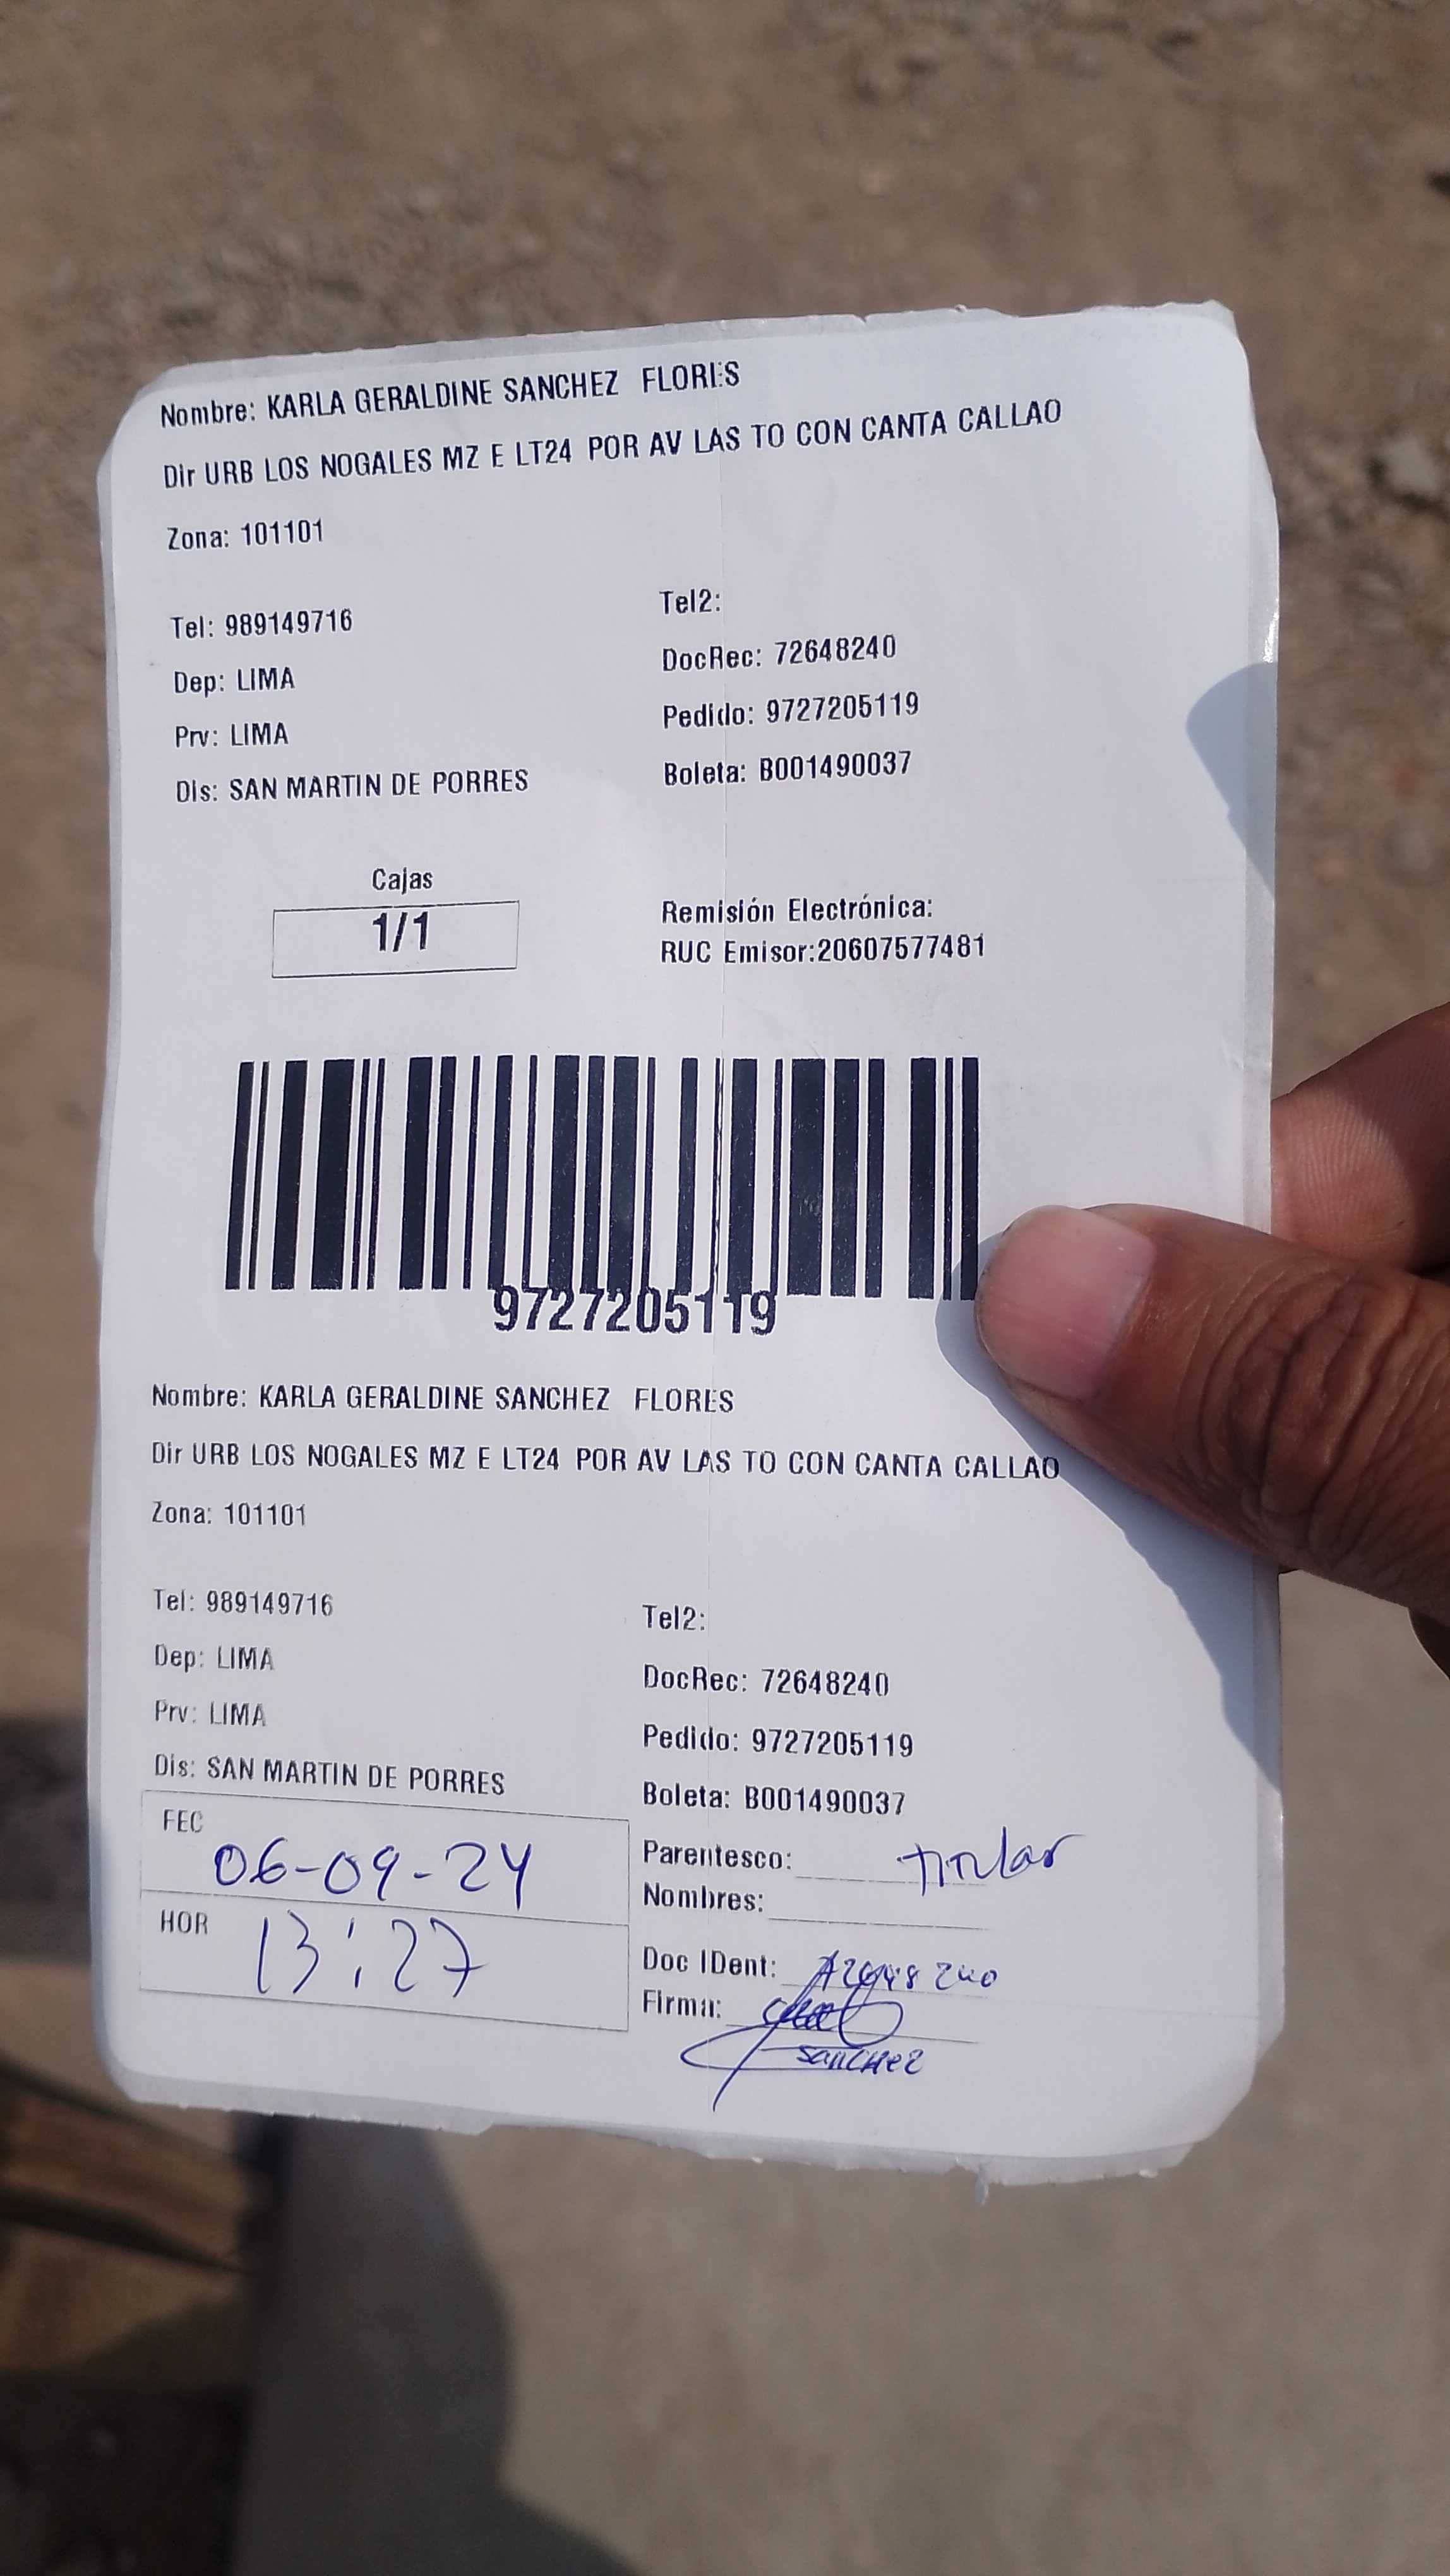 Nombre: KARLA GERALDINE SANCHEZ FLORES
Dir URB LOS NOGALES MZ E LT24 POR AV LAS TO CON CANTA CALLAO
Zona: 101101
Tel: 989149716
Tel2:
Dep: LIMA
DocRec: 72648240
Prv: LIMA
Pedido: 9727205119
Dis: SAN MARTIN DE PORRES
Boleta: B001490037
Cajas
1/1
Remisión Electrónica:
RUC Emisor:20607577481
9727205119
Nombre: KARLA GERALDINE SANCHEZ FLORES
Dir URB LOS NOGALES MZ E LT24 POR AV LAS TO CON CANTA CALLAO
Zona: 101101
Tel: 989149716
Tel2:
Dep: LIMA
DocRec: 72648240
Prv: LIMA
Pedido: 9727205119
Dis: SAN MARTIN DE PORRES
Boleta: B001490037
FEC
06-09-24
HOR
13:27
Parentesco: titular
Nombres:
Doc IDent: 72648240
Firma:
Sanchez